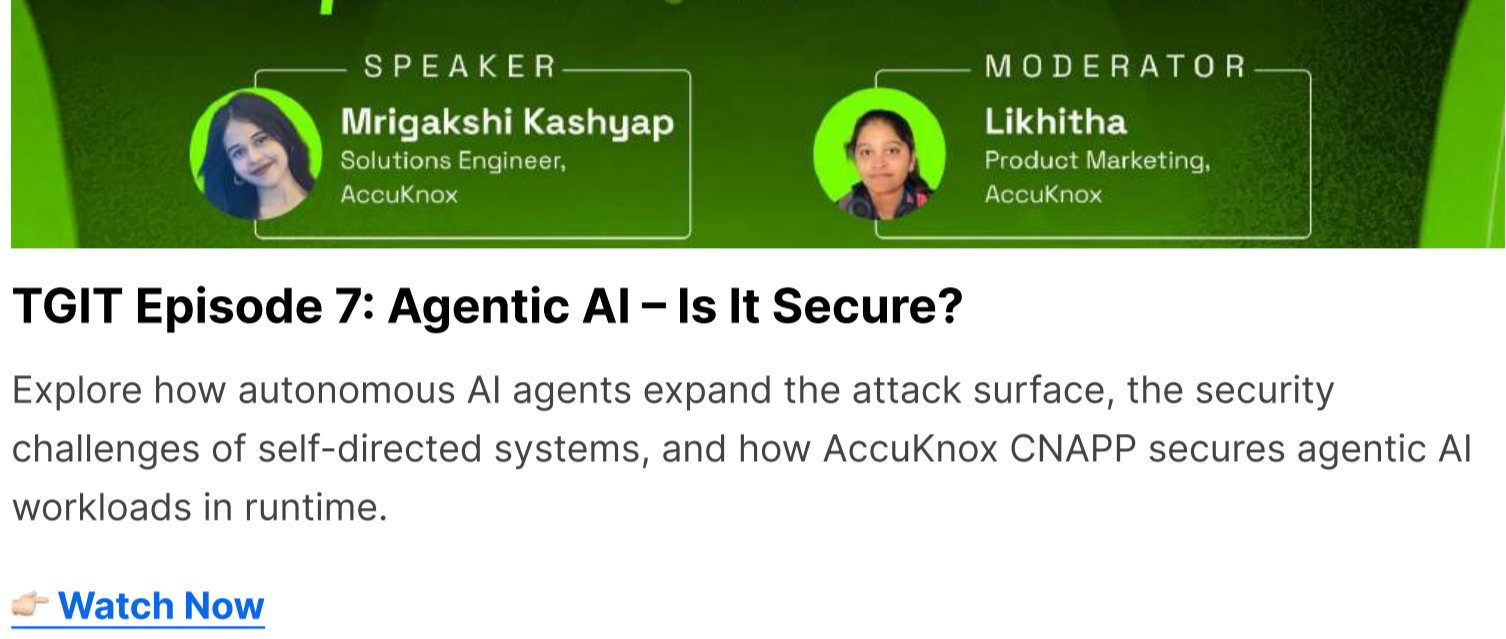 SPEAKER
Mrigakshi Kashyap
Solutions Engineer,
AccuKnox
MODERATOR
Likhitha
Product Marketing,
AccuKnox
TGIT Episode 7: Agentic AI – Is It Secure?
Explore how autonomous AI agents expand the attack surface, the security
challenges of self-directed systems, and how AccuKnox CNAPP secures agentic AI
workloads in runtime.
👉🏻 Watch Now